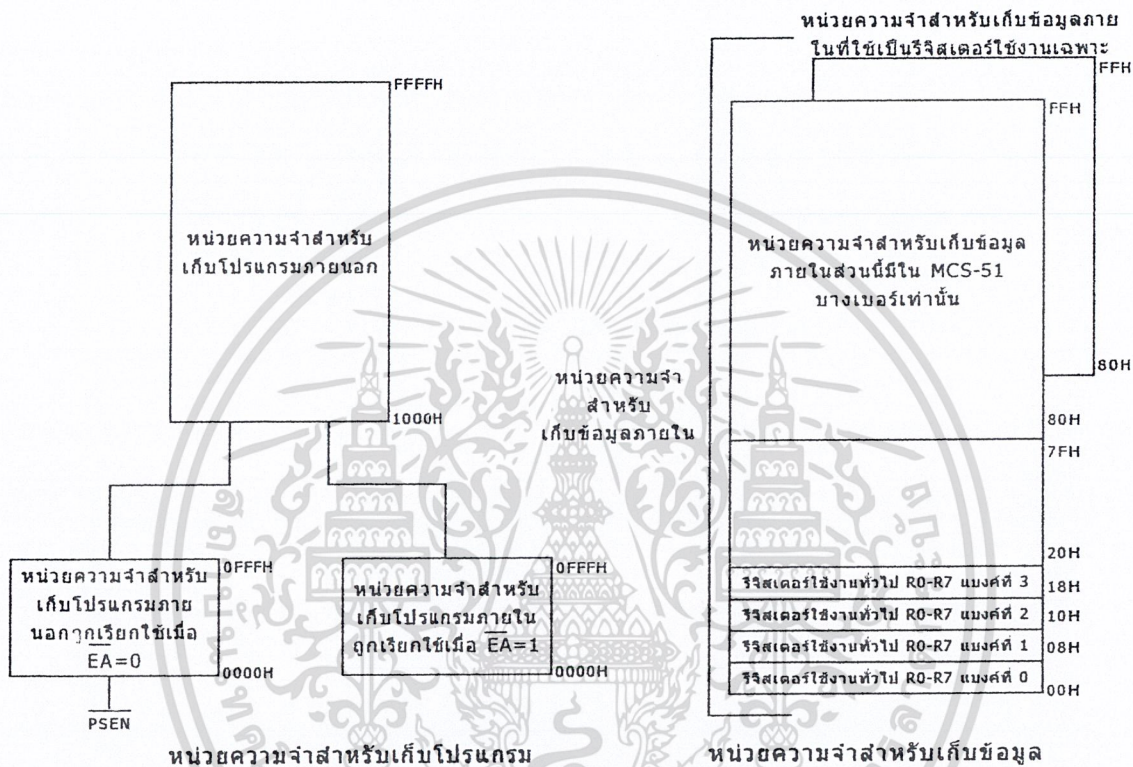 หน่วยความจำสำหรับเก็บข้อมูลภาย
ในที่ใช้เป็นรีจิสเตอร์ใช้งานเฉพาะ
FFH
FFFFH
FFH
หน่วยความจำสำหรับ
เก็บโปรแกรมภายนอก
หน่วยความจำสำหรับเก็บข้อมูล
ภายในส่วนนี้มีใน MCS-51
บางเบอร์เท่านั้น
80H
หน่วยความจำ
สำหรับ
เก็บข้อมูลภายใน
1000H
80H
7FH
0FFFH
หน่วยความจำสำหรับ
เก็บโปรแกรมภาย
นอกถูกเรียกใช้เมื่อ
EA=0
0000H
PSEN
0FFFH
หน่วยความจำสำหรับ
เก็บโปรแกรมภายใน
ถูกเรียกใช้เมื่อ EA=1
0000H
20H
รีจิสเตอร์ใช้งานทั่วไป R0-R7 แบงค์ที่ 3
18H
รีจิสเตอร์ใช้งานทั่วไป R0-R7 แบงค์ที่ 2
10H
รีจิสเตอร์ใช้งานทั่วไป R0-R7 แบงค์ที่ 1
08H
รีจิสเตอร์ใช้งานทั่วไป R0-R7 แบงค์ที่ 0
00H
หน่วยความจำสำหรับเก็บโปรแกรม
หน่วยความจำสำหรับเก็บข้อมูล